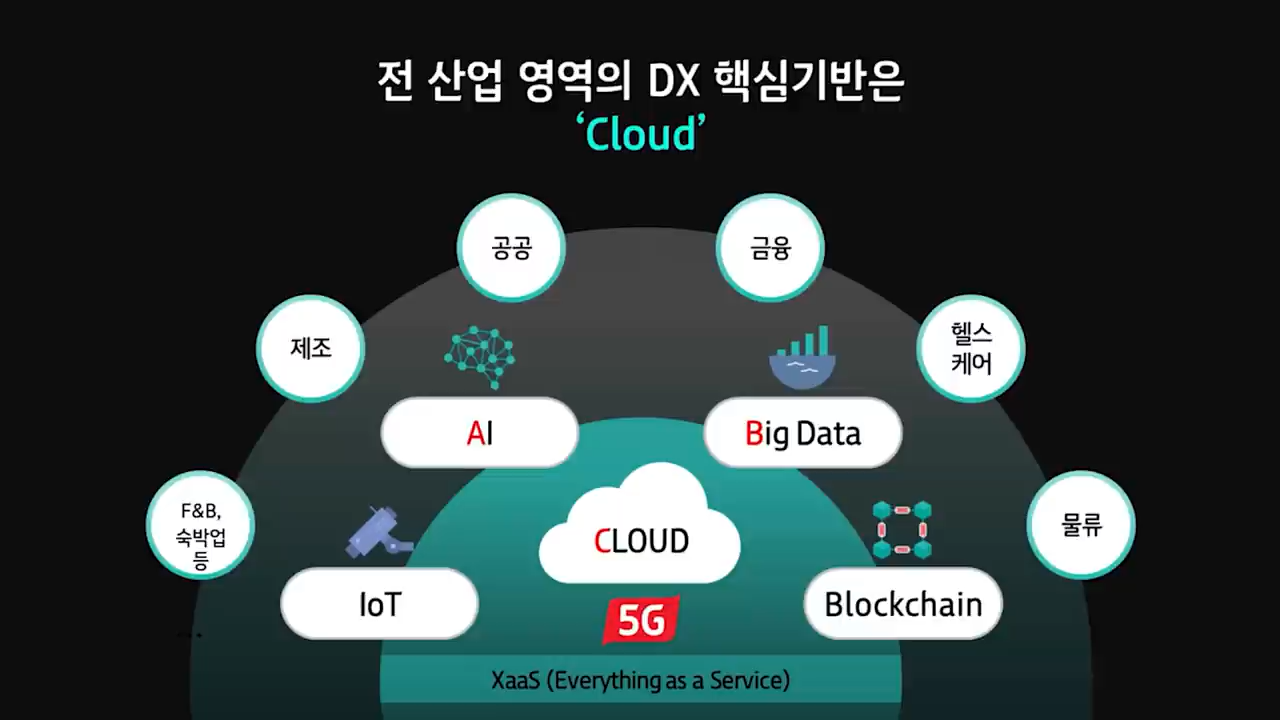 전 산업 영역의 DX 핵심기반은
‘Cloud’
공공
금융
제조
헬스
케어
AI
Big Data
F&B,
숙박업
등
물류
CLOUD
IoT
5G
Blockchain
XaaS (Everything as a Service)